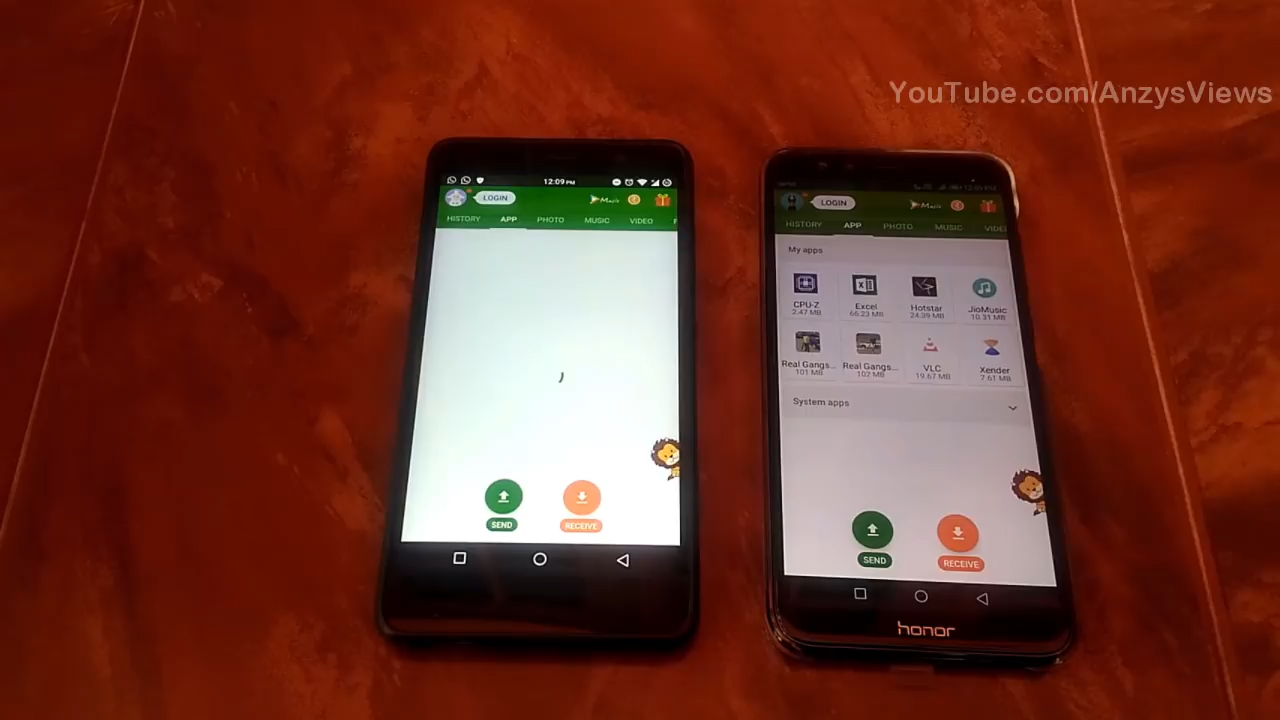 YouTube.com/AnzysViews
12:09 PM
LOGIN
Music
HISTORY APP PHOTO MUSIC VIDEO
SEND
RECEIVE
LOGIN
Music
HISTORY APP PHOTO MUSIC VIDE
My apps
CPU-Z Excel Hotstar JioMusic
2.47 MB 66.23 MB 24.39 MB 10.31 MB
Real Gangs... Real Gangs... VLC Xender
101 MB 102 MB 19.67 MB 7.61 MB
System apps
SEND
RECEIVE
honor